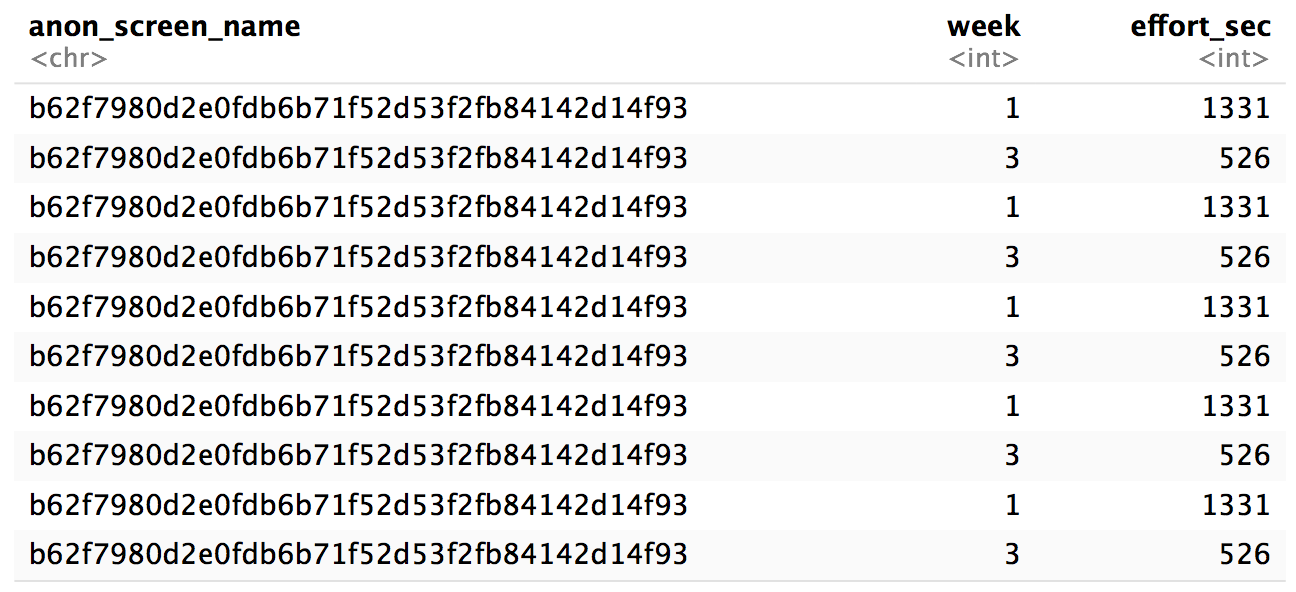 anon_screen_name week effort_sec
<chr> <int> <int>
b62f7980d2e0fdb6b71f52d53f2fb84142d14f93 1 1331
b62f7980d2e0fdb6b71f52d53f2fb84142d14f93 3 526
b62f7980d2e0fdb6b71f52d53f2fb84142d14f93 1 1331
b62f7980d2e0fdb6b71f52d53f2fb84142d14f93 3 526
b62f7980d2e0fdb6b71f52d53f2fb84142d14f93 1 1331
b62f7980d2e0fdb6b71f52d53f2fb84142d14f93 3 526
b62f7980d2e0fdb6b71f52d53f2fb84142d14f93 1 1331
b62f7980d2e0fdb6b71f52d53f2fb84142d14f93 3 526
b62f7980d2e0fdb6b71f52d53f2fb84142d14f93 1 1331
b62f7980d2e0fdb6b71f52d53f2fb84142d14f93 3 526